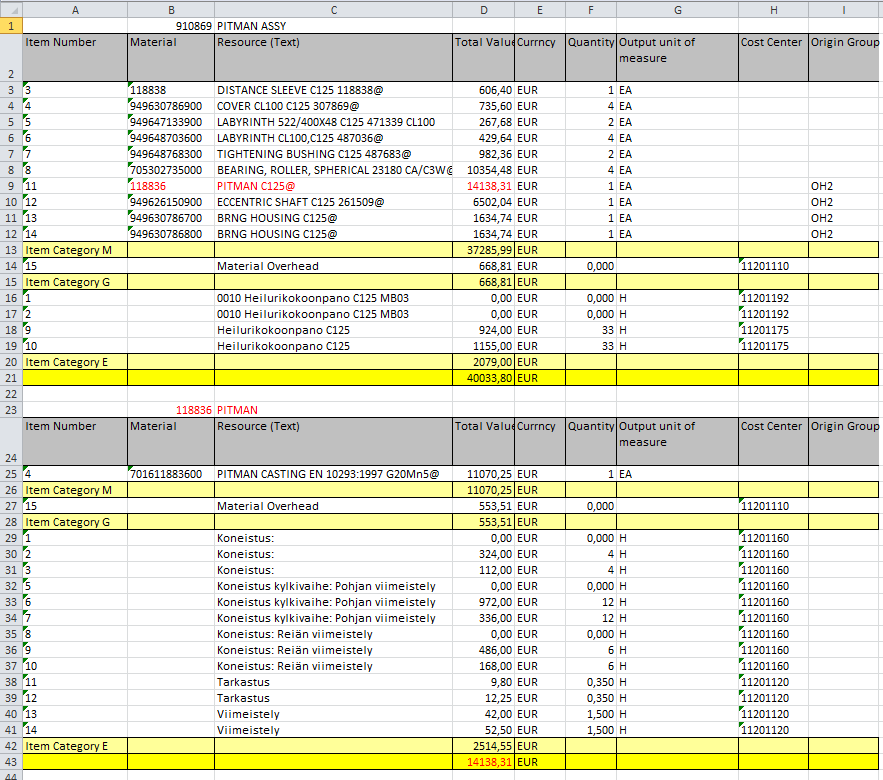 A B C D E F G H I
1 910869 PITMAN ASSY
2 Item Number Material Resource (Text) Total Value Currncy Quantity Output unit of measure Cost Center Origin Group
3 3 118838 DISTANCE SLEEVE C125 118838@ 606,40 EUR 1 EA
4 4 949630786900 COVER CL100 C125 307869@ 735,60 EUR 4 EA
5 5 949647133900 LABYRINTH 522/400X48 C125 471339 CL100 267,68 EUR 2 EA
6 6 949648703600 LABYRINTH CL100,C125 487036@ 429,64 EUR 4 EA
7 7 949648768300 TIGHTENING BUSHING C125 487683@ 982,36 EUR 2 EA
8 8 705302735000 BEARING, ROLLER, SPHERICAL 23180 CA/C3W@ 10354,48 EUR 4 EA
9 11 118836 PITMAN C125@ 14138,31 EUR 1 EA OH2
10 12 949626150900 ECCENTRIC SHAFT C125 261509@ 6502,04 EUR 1 EA OH2
11 13 949630786700 BRNG HOUSING C125@ 1634,74 EUR 1 EA OH2
12 14 949630786800 BRNG HOUSING C125@ 1634,74 EUR 1 EA OH2
13 Item Category M 37285,99 EUR
14 15 Material Overhead 668,81 EUR 0,000 11201110
15 Item Category G 668,81 EUR
16 1 0010 Heilurikokoonpano C125 MB03 0,00 EUR 0,000 H 11201192
17 2 0010 Heilurikokoonpano C125 MB03 0,00 EUR 0,000 H 11201192
18 9 Heilurikokoonpano C125 924,00 EUR 33 H 11201175
19 10 Heilurikokoonpano C125 1155,00 EUR 33 H 11201175
20 Item Category E 2079,00 EUR
21 40033,80 EUR
22
23 118836 PITMAN
24 Item Number Material Resource (Text) Total Value Currncy Quantity Output unit of measure Cost Center Origin Group
25 4 701611883600 PITMAN CASTING EN 10293:1997 G20Mn5@ 11070,25 EUR 1 EA
26 Item Category M 11070,25 EUR
27 15 Material Overhead 553,51 EUR 0,000 11201110
28 Item Category G 553,51 EUR
29 1 Koneistus: 0,00 EUR 0,000 H 11201160
30 2 Koneistus: 324,00 EUR 4 H 11201160
31 3 Koneistus: 112,00 EUR 4 H 11201160
32 5 Koneistus kylkivaihe: Pohjan viimeistely 0,00 EUR 0,000 H 11201160
33 6 Koneistus kylkivaihe: Pohjan viimeistely 972,00 EUR 12 H 11201160
34 7 Koneistus kylkivaihe: Pohjan viimeistely 336,00 EUR 12 H 11201160
35 8 Koneistus: Reiän viimeistely 0,00 EUR 0,000 H 11201160
36 9 Koneistus: Reiän viimeistely 486,00 EUR 6 H 11201160
37 10 Koneistus: Reiän viimeistely 168,00 EUR 6 H 11201160
38 11 Tarkastus 9,80 EUR 0,350 H 11201120
39 12 Tarkastus 12,25 EUR 0,350 H 11201120
40 13 Viimeistely 42,00 EUR 1,500 H 11201120
41 14 Viimeistely 52,50 EUR 1,500 H 11201120
42 Item Category E 2514,55 EUR
43 14138,31 EUR
44